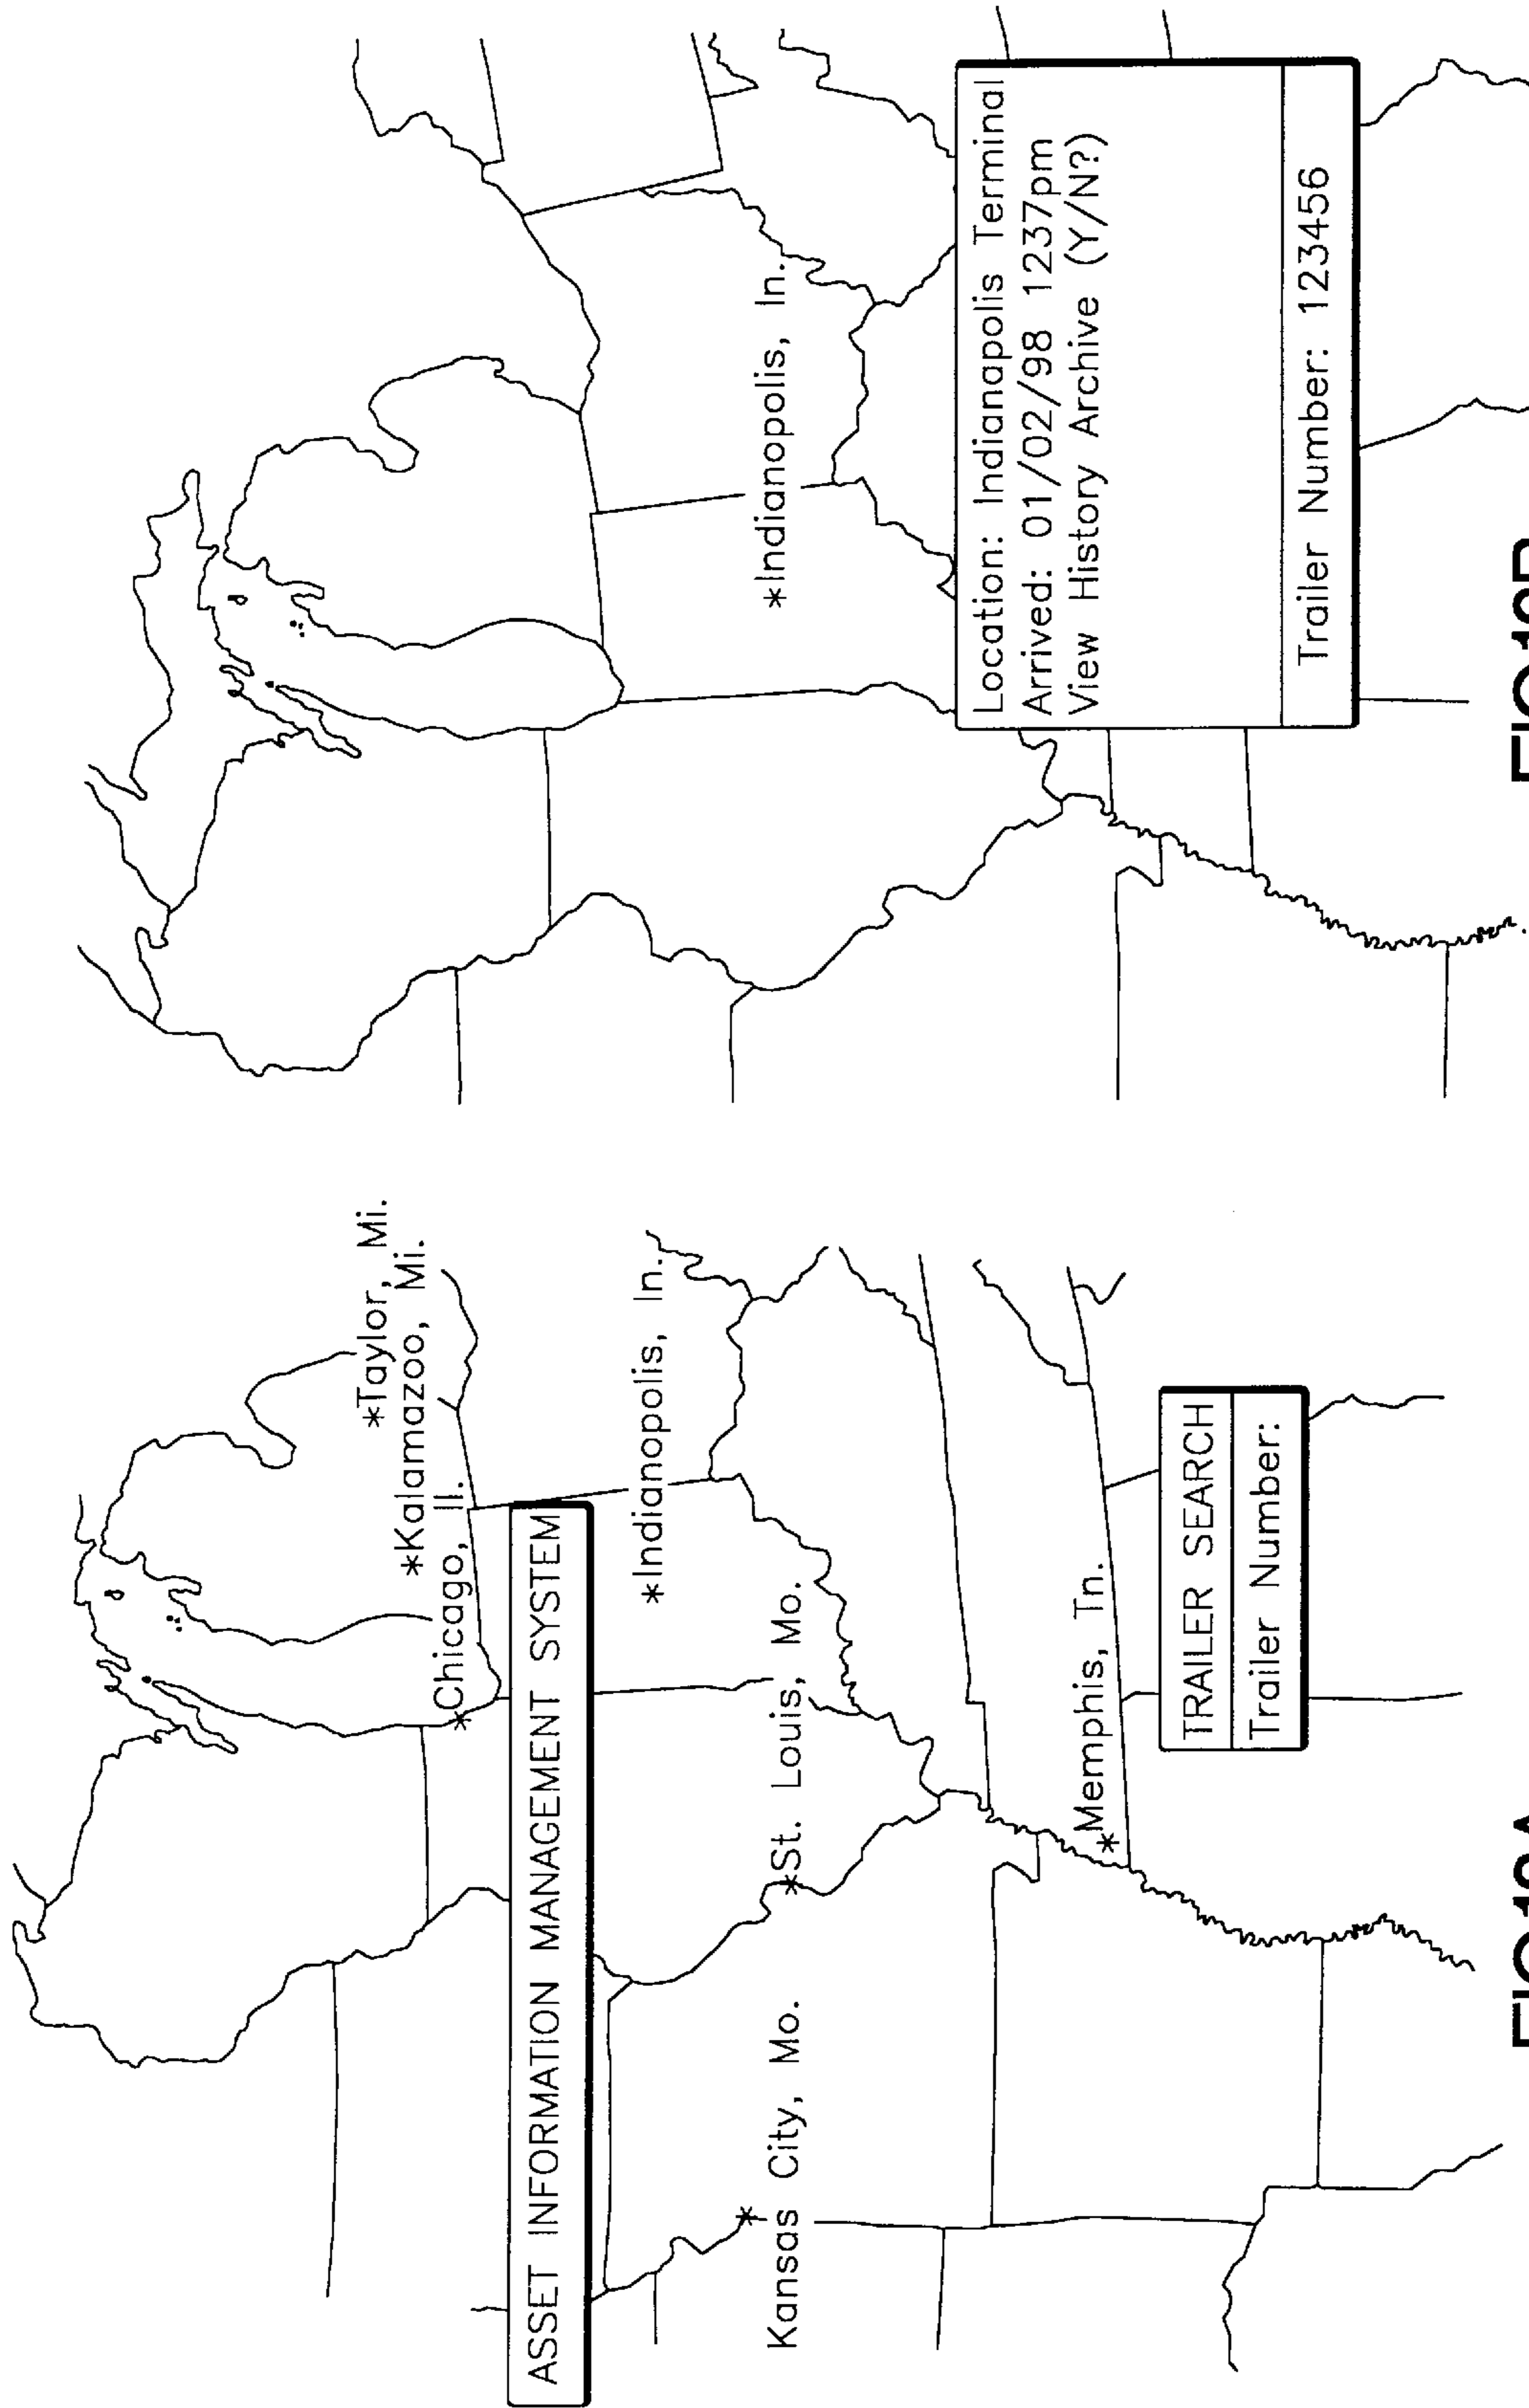 *Taylor, Mi.
*Kalamazoo, Mi.
*Chicago, Il.
ASSET INFORMATION MANAGEMENT SYSTEM
*Indianopolis, In.
Kansas City, Mo.
*St. Louis, Mo.
*Memphis, Tn.
TRAILER SEARCH
Trailer Number:
*Indianopolis, In.
Location: Indianapolis Terminal
Arrived: 01/02/98 1237pm
View History Archive (Y/N?)
Trailer Number: 123456